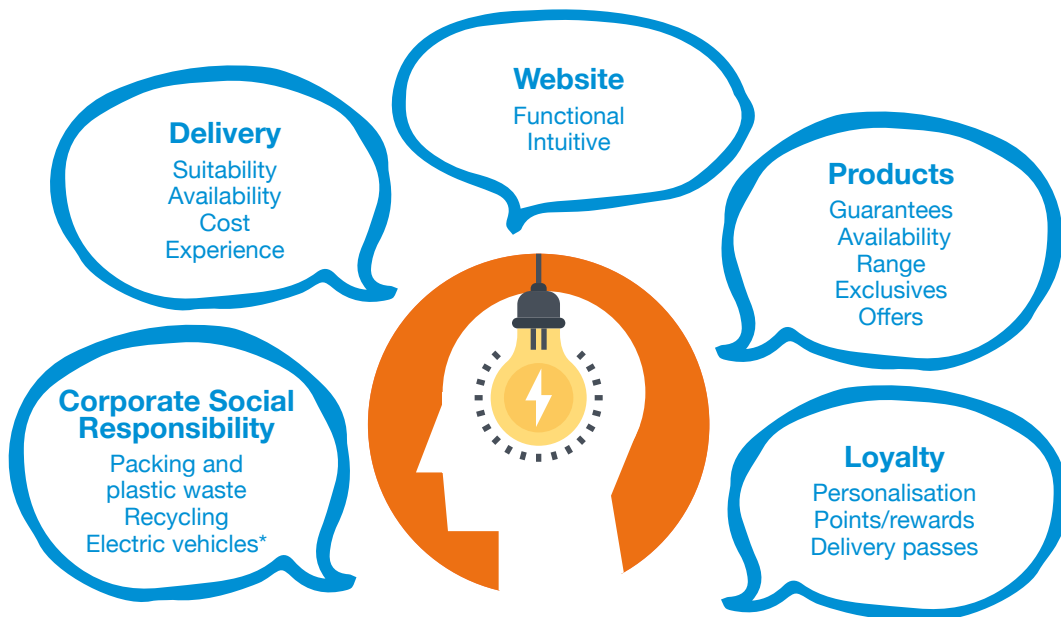 Website
Functional
Intuitive
Delivery
Suitability
Availability
Cost
Experience
Products
Guarantees
Availability
Range
Exclusives
Offers
Corporate Social
Responsibility
Packing and
plastic waste
Recycling
Electric vehicles*
Loyalty
Personalisation
Points/rewards
Delivery passes